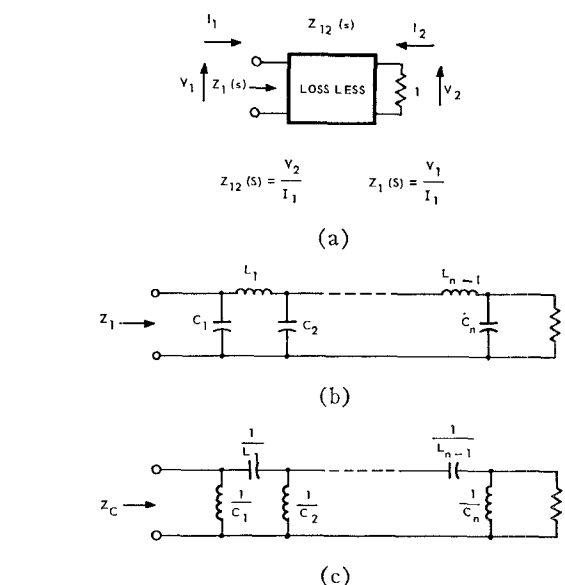 I1 Z12 (s) I2
V1 Z1 (s) LOSS LESS 1 V2
Z12 (S) = V2 / I1 Z1 (S) = V1 / I1
(a)
L1 Ln-1
Z1 C1 C2 Cn
(b)
1/L1 1/Ln-1
ZC 1/C1 1/C2 1/Cn
(c)